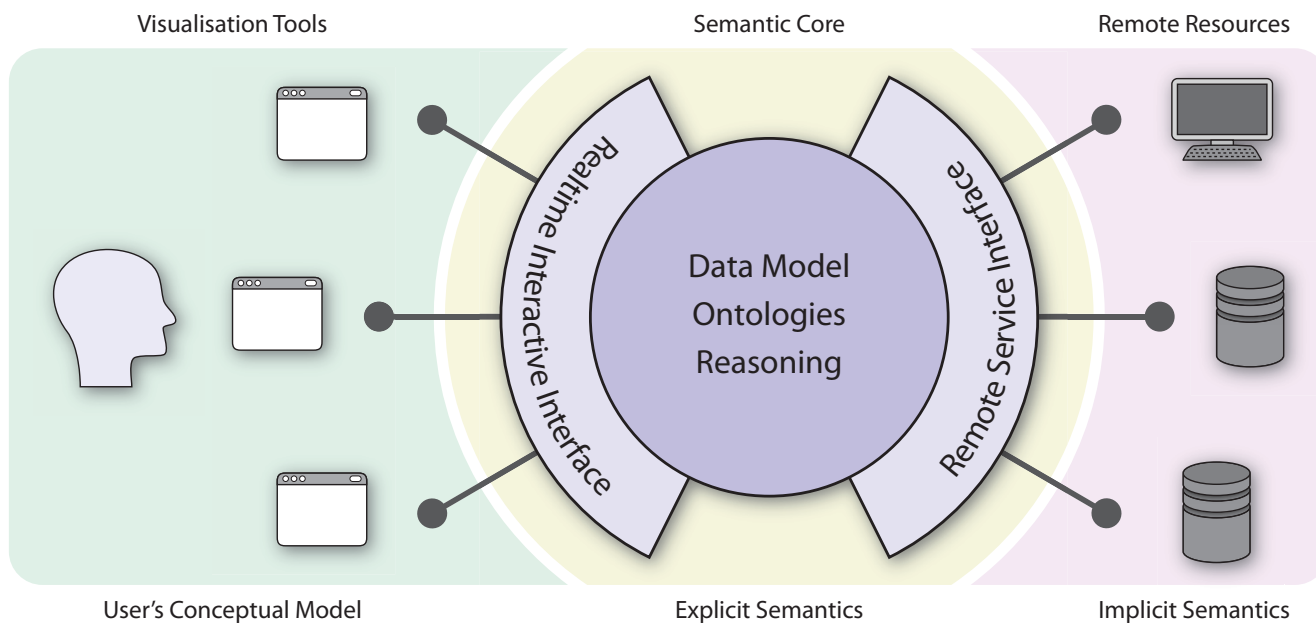 Visualisation Tools
Semantic Core
Remote Resources
Realtime Interactive Interface
Data Model
Ontologies
Reasoning
Remote Service Interface
User's Conceptual Model
Explicit Semantics
Implicit Semantics